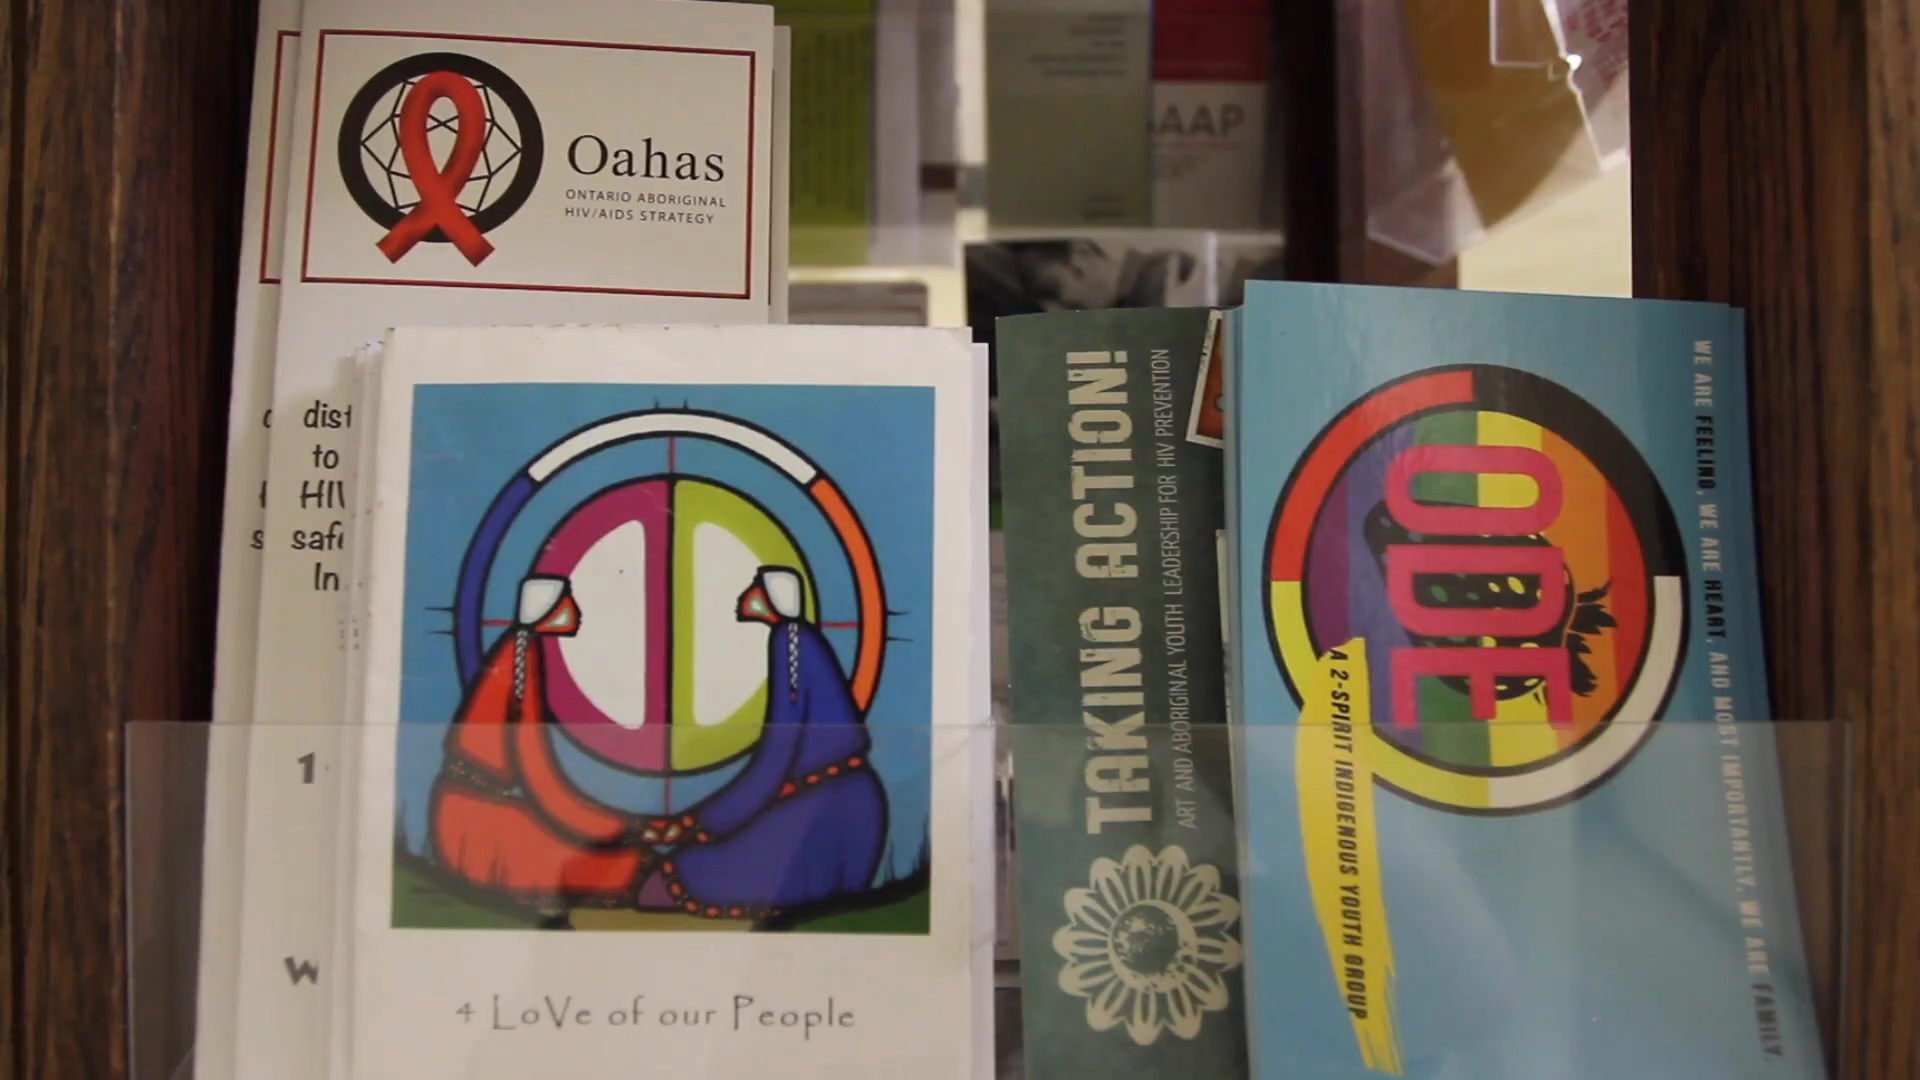 Oahas
ONTARIO ABORIGINAL
HIV/AIDS STRATEGY
dist
to
HIV
safe
In
1
W
4 LoVe of our People
TAKING ACTION!
ART AND ABORIGINAL YOUTH LEADERSHIP FOR HIV PREVENTION
ODE
A 2-SPIRIT INDIGENOUS YOUTH GROUP
WE ARE FEELING, WE ARE HEART, AND MOST IMPORTANTLY, WE ARE FAMILY.
AAP